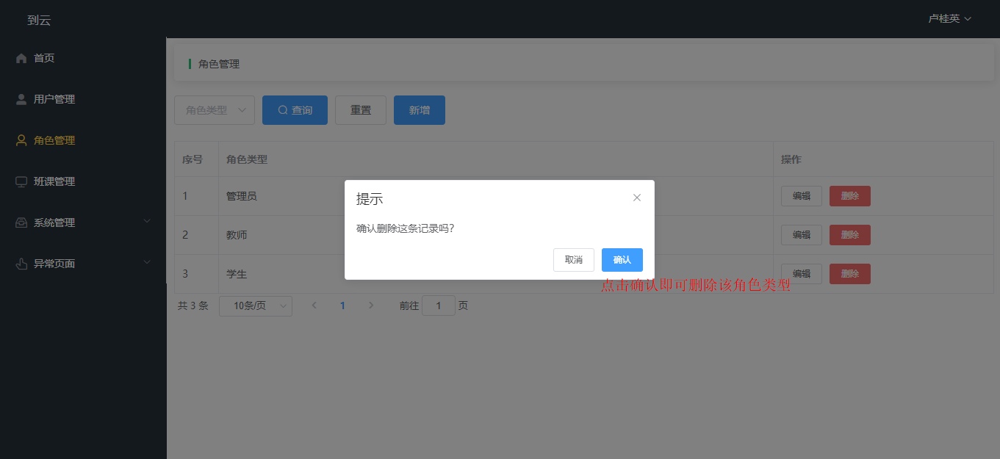 到云
卢桂英
首页
用户管理
角色管理
班课管理
系统管理
异常页面
角色管理
角色类型 查询 重置 新增
序号 角色类型 操作
1 管理员 编辑 删除
2 教师 编辑 删除
3 学生 编辑 删除
提示
确认删除这条记录吗?
取消 确认
点击确认即可删除该角色类型
共 3 条 10条/页 1 前往 1 页